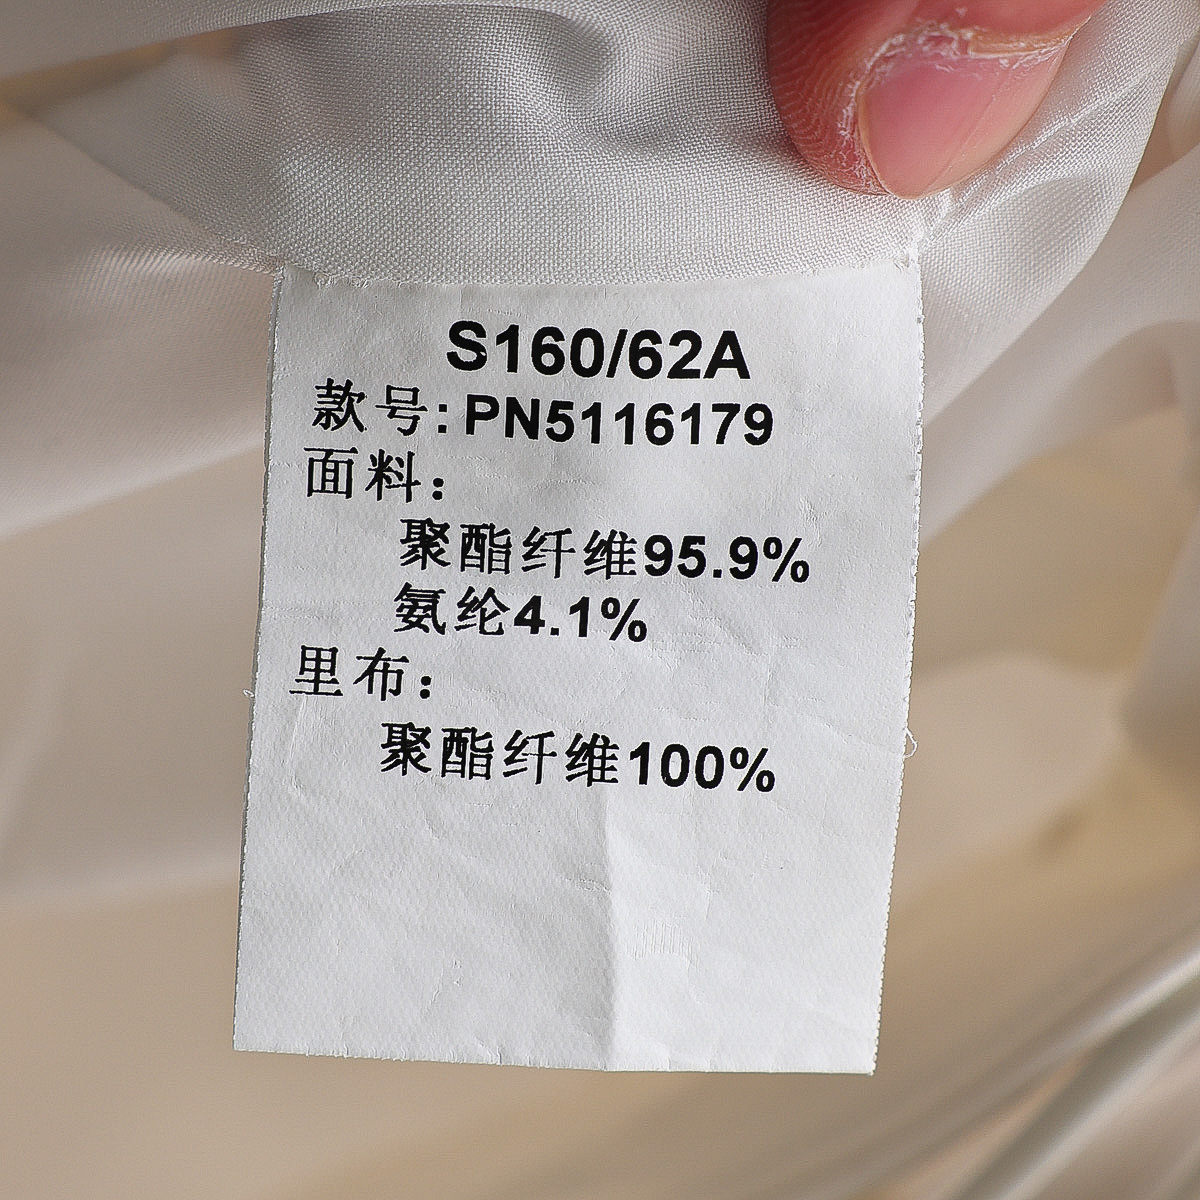 S160/62A
款号:PN5116179
面料：
聚酯纤维95.9%
氨纶4.1%
里布：
聚酯纤维100%